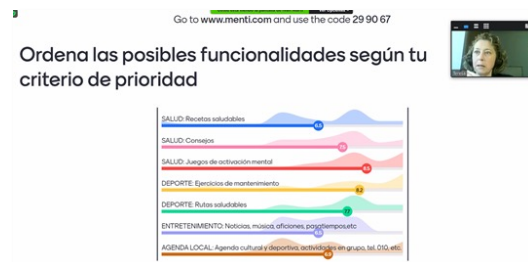 Go to www.menti.com and use the code 29 90 67
Ordena las posibles funcionalidades según tu
criterio de prioridad
SALUD: Recetas saludables
SALUD: Consejos
SALUD: Juegos de activación mental
8.5
DEPORTE: Ejercicios de mantenimiento
8.2
DEPORTE: Rutas saludables
7.7
ENTRETENIMIENTO: Noticias, música, aficiones, pasatiempos,etc
AGENDA LOCAL: Agenda cultural y deportiva, actividades en grupo, tel. 010, etc.